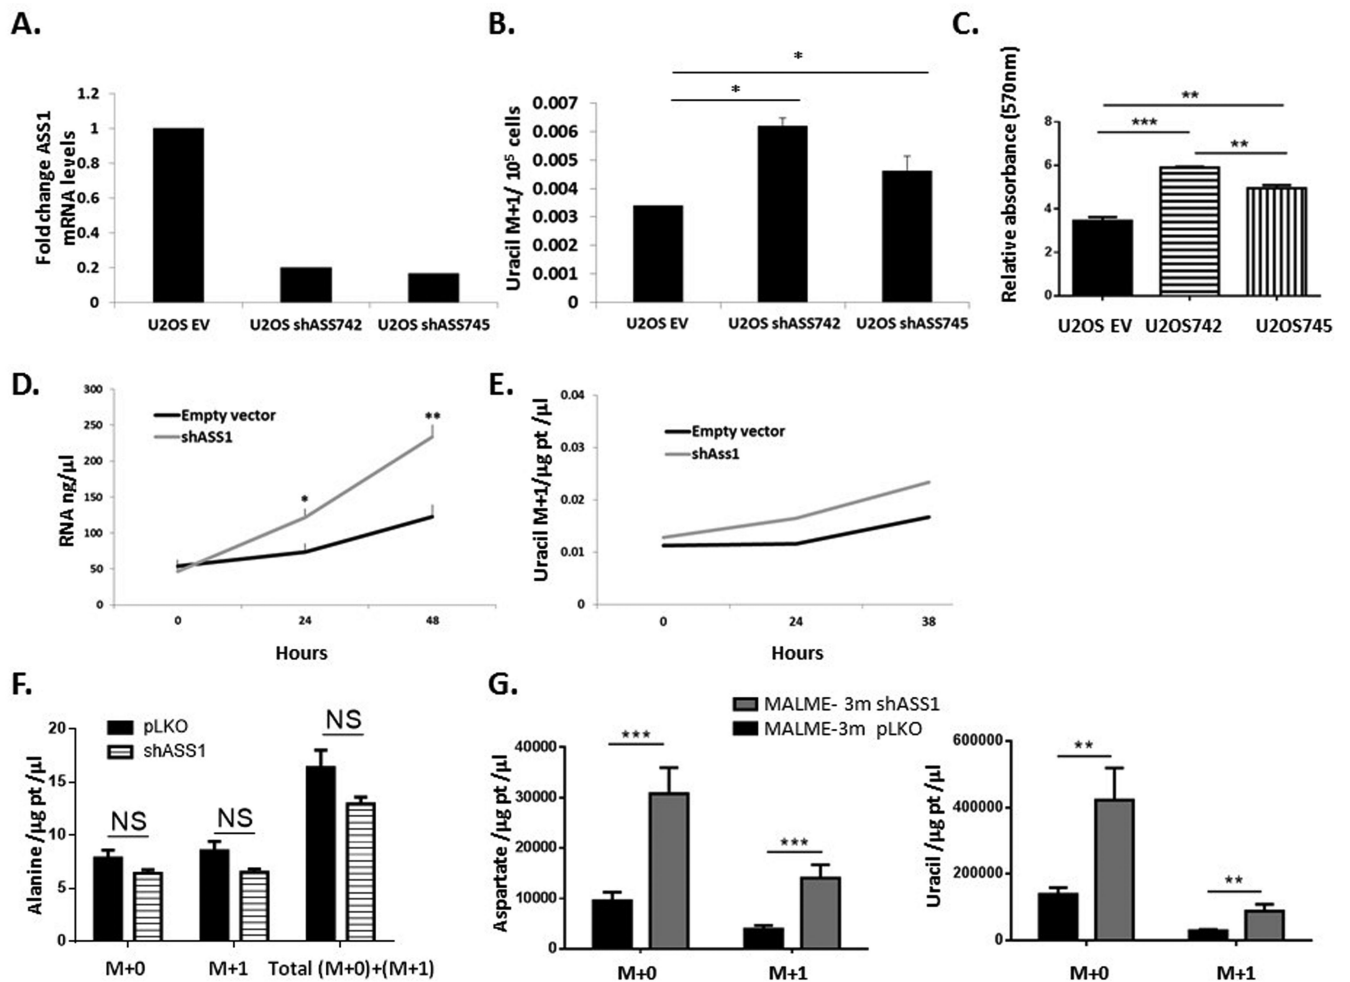 A.
Fold change ASS1
mRNA levels
1.2
1
0.8
0.6
0.4
0.2
0
U2OS EV U2OS shASS742 U2OS shASS745
B.
Uracil M+1/ 10⁵ cells
*
*
0.007
0.006
0.005
0.004
0.003
0.002
0.001
0
U2OS EV U2OS shASS742 U2OS shASS745
C.
Relative absorbance (570nm)
**
***
**
8
6
4
2
0
U2OS EV U2OS742 U2OS745
D.
RNA ng/μl
300
250
200
150
100
50
0
Empty vector
shASS1
*
**
0 24 48
Hours
E.
Uracil M+1/μg pt /μl
0.04
0.03
0.02
0.01
0
Empty vector
shAss1
0 24 38
Hours
F.
Alanine /μg pt /μl
20
15
10
5
0
pLKO
shASS1
NS
NS
NS
M+0 M+1 Total (M+0)+(M+1)
G.
MALME- 3m shASS1
MALME-3m pLKO
Aspartate /μg pt /μl
40000
30000
20000
10000
0
***
***
M+0 M+1
Uracil /μg pt /μl
600000
400000
200000
0
**
**
M+0 M+1